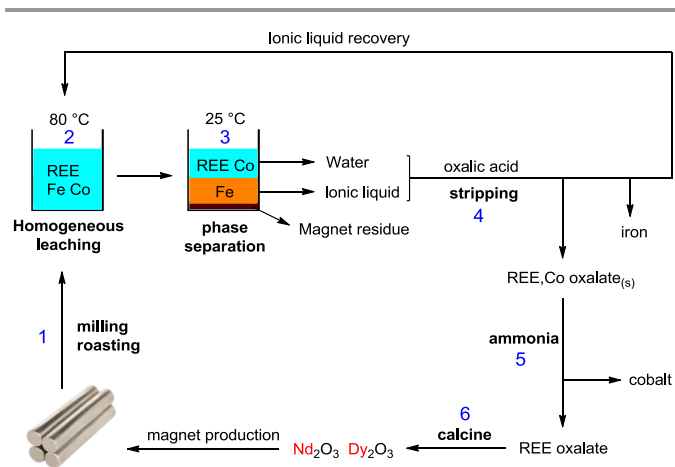 Ionic liquid recovery
80 °C
2
REE
Fe Co
Homogeneous
leaching
25 °C
3
REE Co
Fe
phase
separation
Water
Ionic liquid
Magnet residue
oxalic acid
stripping
4
iron
REE,Co oxalate(s)
ammonia
5
cobalt
REE oxalate
6
calcine
Nd₂O₃ Dy₂O₃
magnet production
1
milling
roasting